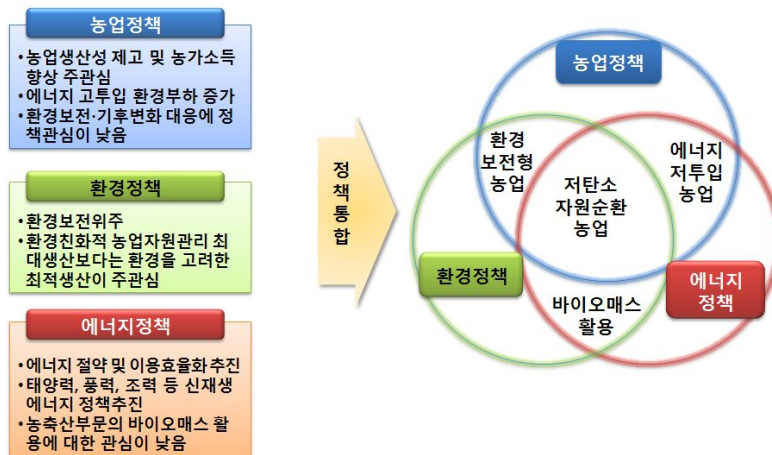 농업정책
•농업생산성 제고 및 농가소득
향상 주관심
•에너지 고투입 환경부하 증가
•환경보전·기후변화 대응에 정
책관심이 낮음
환경정책
•환경보전위주
•환경친화적 농업자원관리 최
대생산보다는 환경을 고려한
최적생산이 주관심
에너지정책
•에너지 절약 및 이용효율화 추진
•태양력, 풍력, 조력 등 신재생
에너지 정책추진
•농축산부문의 바이오매스 활
용에 대한 관심이 낮음
정
책
통
합
농업정책
환경
보전형
농업
에너지
저투입
농업
저탄소
자원순환
농업
환경정책
에너지
정책
바이오매스
활용